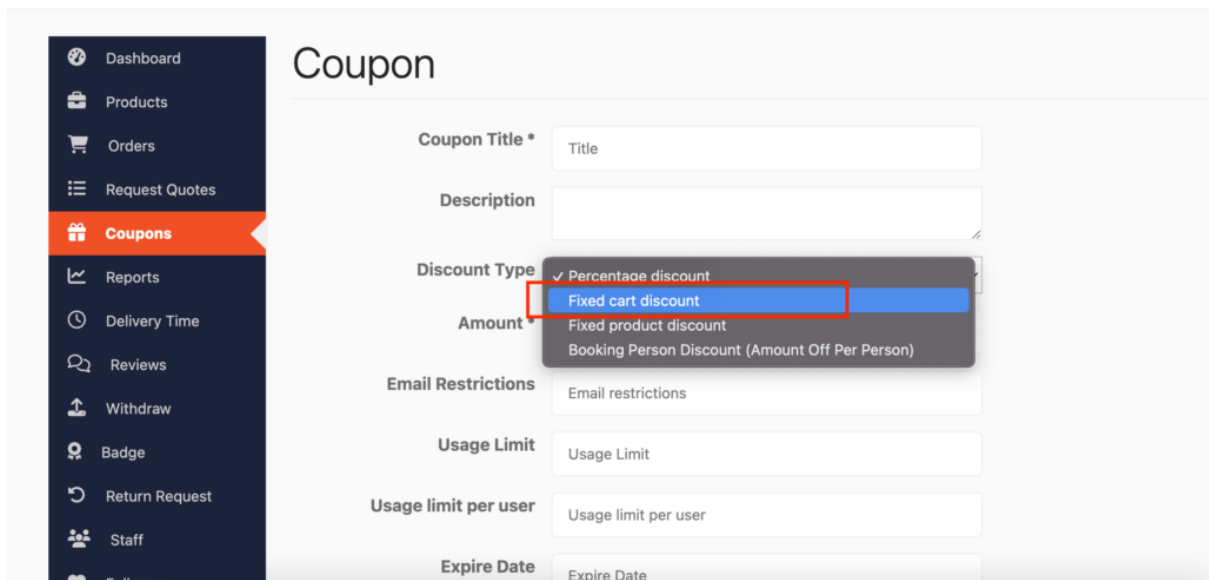 Dashboard
Products
Orders
Request Quotes
Coupons
Reports
Delivery Time
Reviews
Withdraw
Badge
Return Request
Staff
Coupon
Coupon Title *
Title
Description
Discount Type
✓ Percentage discount
Fixed cart discount
Fixed product discount
Booking Person Discount (Amount Off Per Person)
Amount *
Email Restrictions
Email restrictions
Usage Limit
Usage Limit
Usage limit per user
Usage limit per user
Expire Date
Expire Date